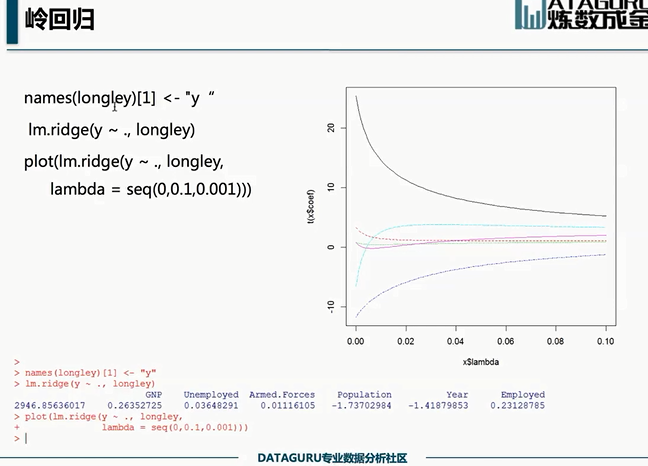 岭回归
ATAGURU
炼数成金
names(longley)[1] <- "y “
lm.ridge(y ~ ., longley)
plot(lm.ridge(y ~ ., longley,
lambda = seq(0,0.1,0.001)))
t(x$coef)
20
10
0
-10
0.00 0.02 0.04 0.06 0.08 0.10
x$lambda
>
> names(longley)[1] <- "y"
> lm.ridge(y ~ ., longley)
GNP Unemployed Armed.Forces Population Year Employed
2946.85636017 0.26352725 0.03648291 0.01116105 -1.73702984 -1.41879853 0.23128785
> plot(lm.ridge(y ~ ., longley,
+ lambda = seq(0,0.1,0.001)))
>
DATAGURU专业数据分析社区